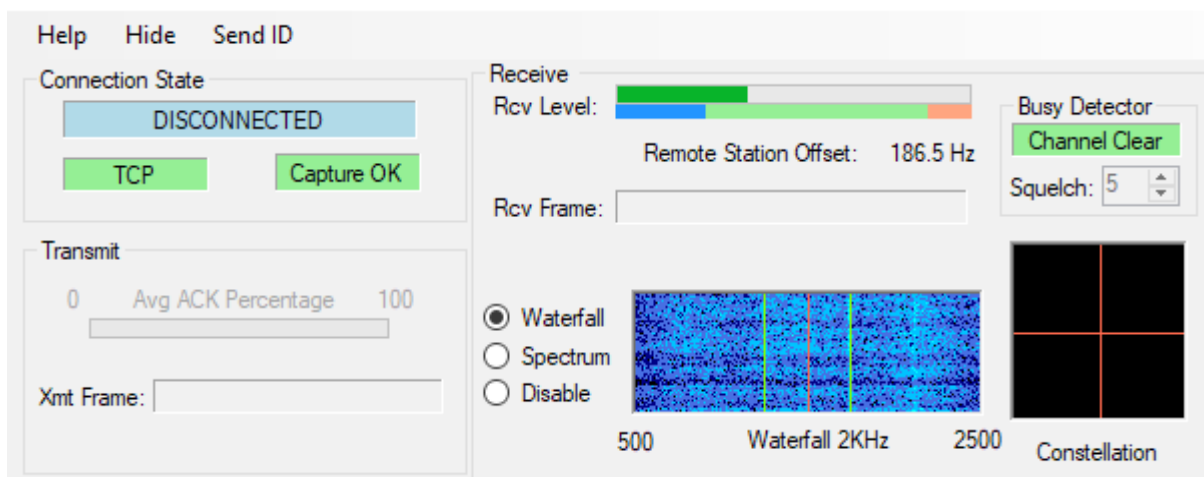 Help Hide Send ID
Connection State
DISCONNECTED
TCP Capture OK
Transmit
0 Avg ACK Percentage 100
Xmt Frame:
Receive
Rcv Level:
Remote Station Offset: 186.5 Hz
Rcv Frame:
Waterfall
Spectrum
Disable
500 Waterfall 2KHz 2500
Busy Detector
Channel Clear
Squelch: 5
Constellation